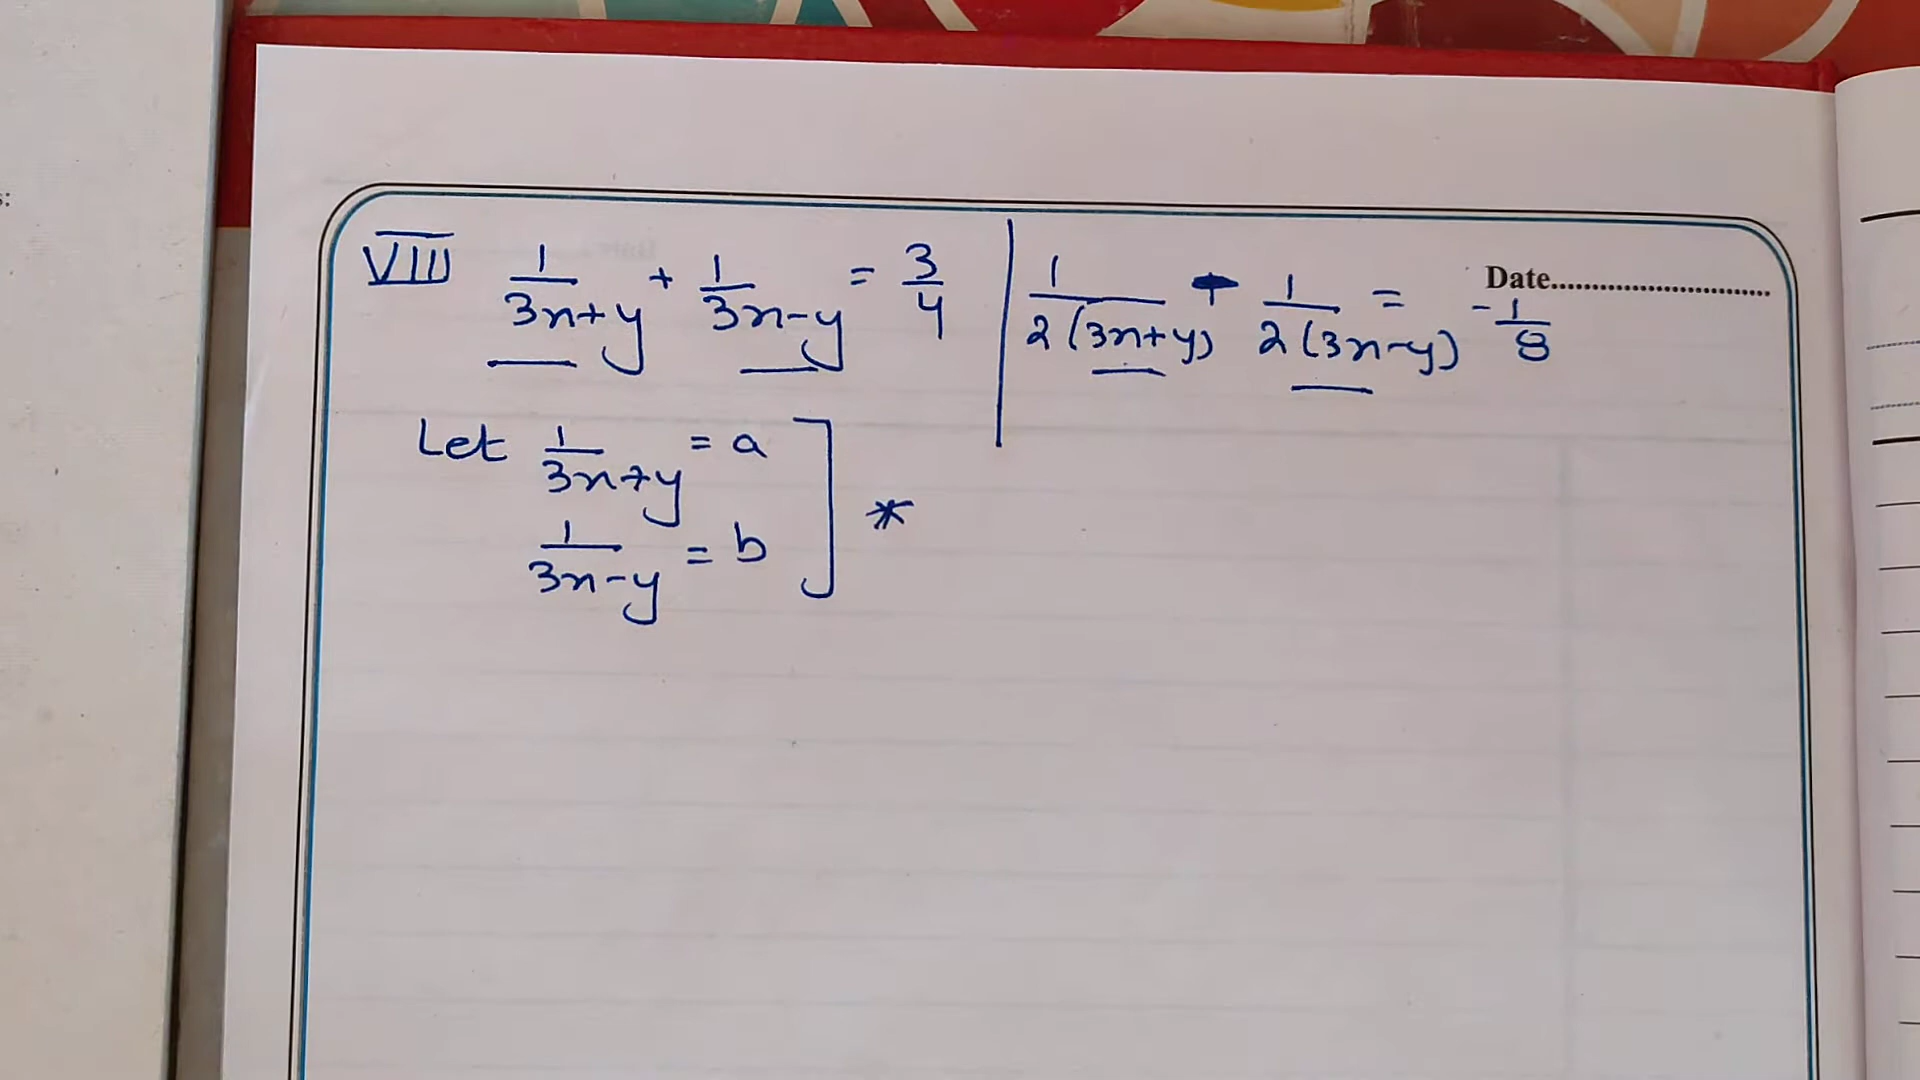 s:
VIII 1/(3x+y) + 1/(3x-y) = 3/4 | 1/(2(3x+y)) - 1/(2(3x-y)) = -1/8
Date..............................
Let 1/(3x+y) = a
1/(3x-y) = b ] *